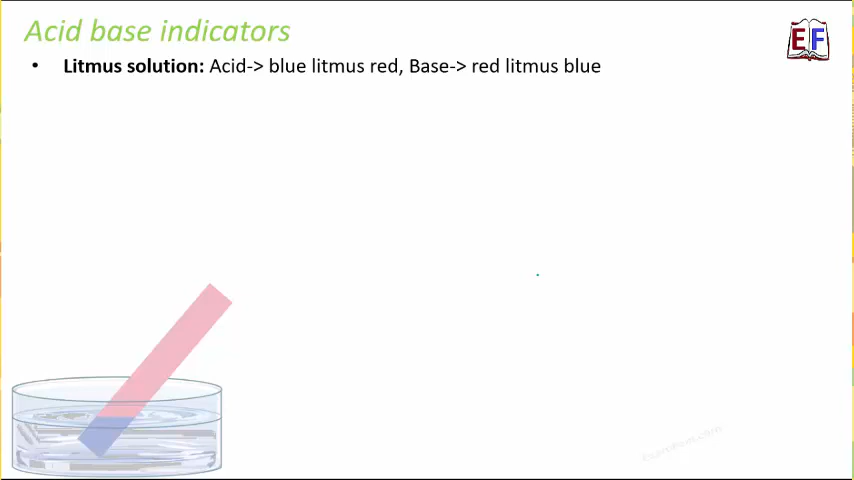 Acid base indicators
EF
• Litmus solution: Acid-> blue litmus red, Base-> red litmus blue